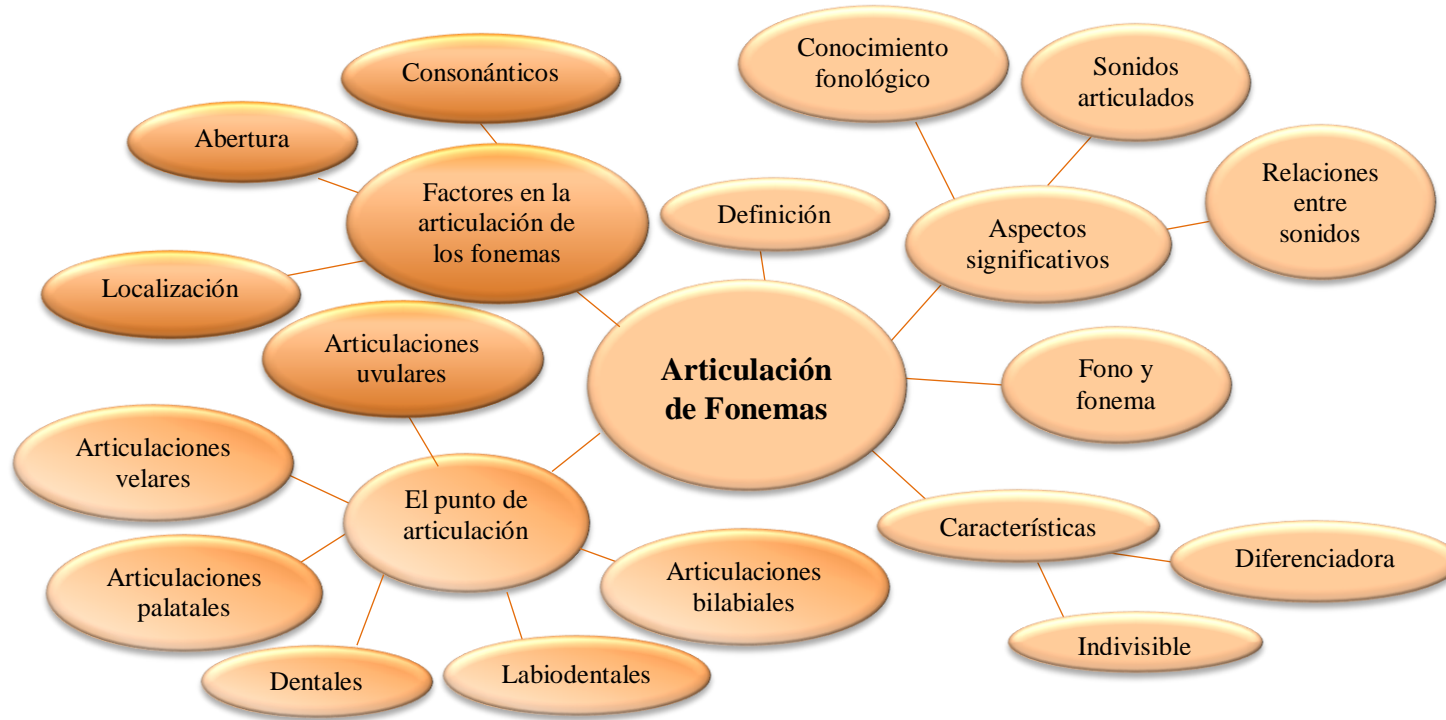 Consonánticos
Abertura
Factores en la
articulación de
los fonemas
Localización
Conocimiento
fonológico
Sonidos
articulados
Relaciones
entre
sonidos
Aspectos
significativos
Definición
Articulación
de Fonemas
Fono y
fonema
Características
Diferenciadora
Indivisible
Articulaciones
uvulares
Articulaciones
velares
El punto de
articulación
Articulaciones
palatales
Articulaciones
bilabiales
Dentales
Labiodentales